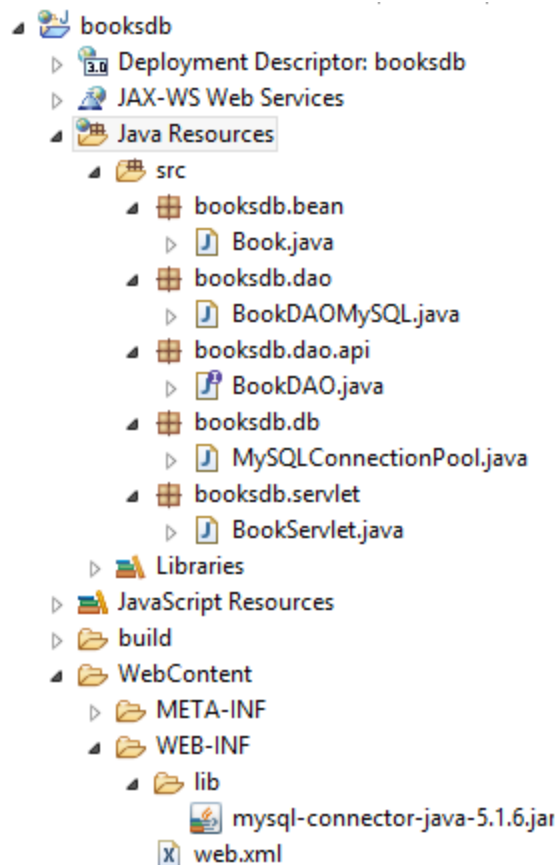 booksdb
3.0 Deployment Descriptor: booksdb
JAX-WS Web Services
Java Resources
src
booksdb.bean
J Book.java
booksdb.dao
J BookDAOMySQL.java
booksdb.dao.api
J BookDAO.java
booksdb.db
J MySQLConnectionPool.java
booksdb.servlet
J BookServlet.java
Libraries
JavaScript Resources
build
WebContent
META-INF
WEB-INF
lib
mysql-connector-java-5.1.6.jar
X web.xml